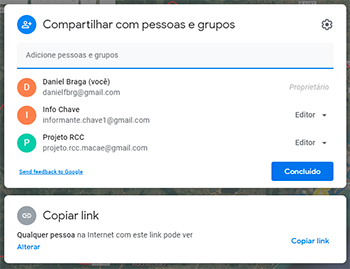 Compartilhar com pessoas e grupos
Adicione pessoas e grupos
Daniel Braga (você)
danielfbrg@gmail.com
Proprietário
Info Chave
informante.chave1@gmail.com
Editor
Projeto RCC
projeto.rcc.macae@gmail.com
Editor
Send feedback to Google
Concluído
Copiar link
Qualquer pessoa na Internet com este link pode ver
Alterar
Copiar link